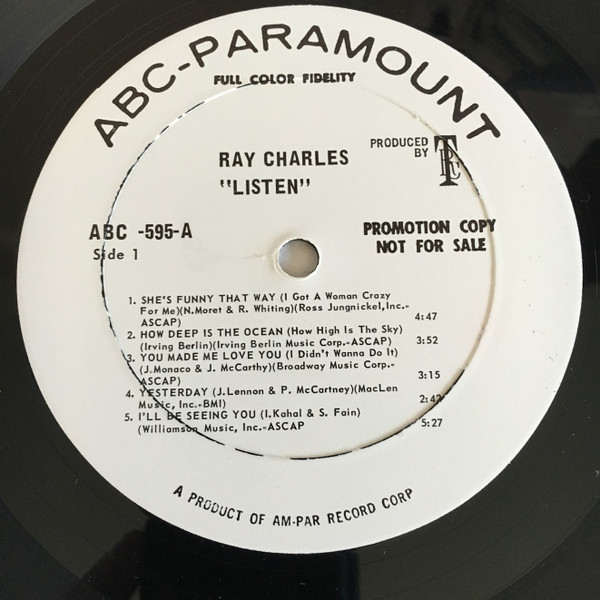 ABC-PARAMOUNT
FULL COLOR FIDELITY
RAY CHARLES
"LISTEN"
PRODUCED
BY
ABC -595-A
Side 1
PROMOTION COPY
NOT FOR SALE
1. SHE'S FUNNY THAT WAY (I Got A Woman Crazy
For Me)(N.Moret & R. Whiting)(Ross Jungnickel,Inc.-
ASCAP) 4:47
2. HOW DEEP IS THE OCEAN (How High Is The Sky)
(Irving Berlin)(Irving Berlin Music Corp.-ASCAP) 3:52
3. YOU MADE ME LOVE YOU (I Didn't Wanna Do It)
(J.Monaco & J. McCarthy)(Broadway Music Corp.-
ASCAP) 3:15
4. YESTERDAY (J.Lennon & P. McCartney)(MacLen
Music, Inc.-BMI) 2:42
5. I'LL BE SEEING YOU (I.Kahal & S. Fain)
(Williamson Music, Inc.-ASCAP 5:27
A PRODUCT OF AM-PAR RECORD CORP